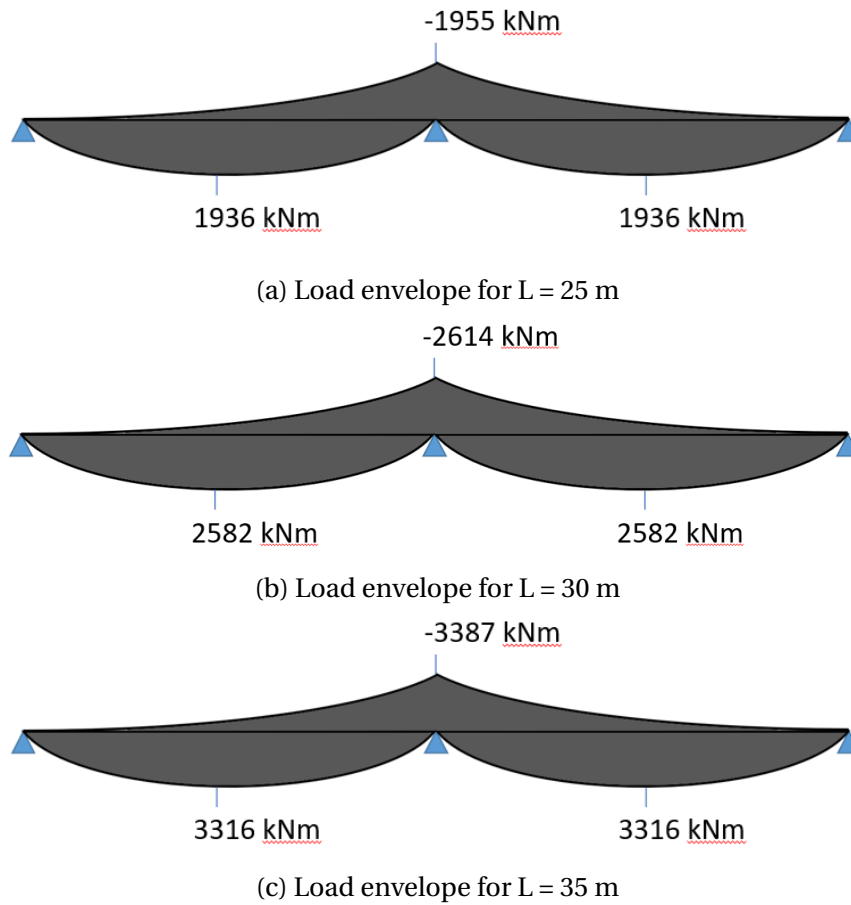 -1955 kNm
1936 kNm 1936 kNm
(a) Load envelope for L = 25 m
-2614 kNm
2582 kNm 2582 kNm
(b) Load envelope for L = 30 m
-3387 kNm
3316 kNm 3316 kNm
(c) Load envelope for L = 35 m